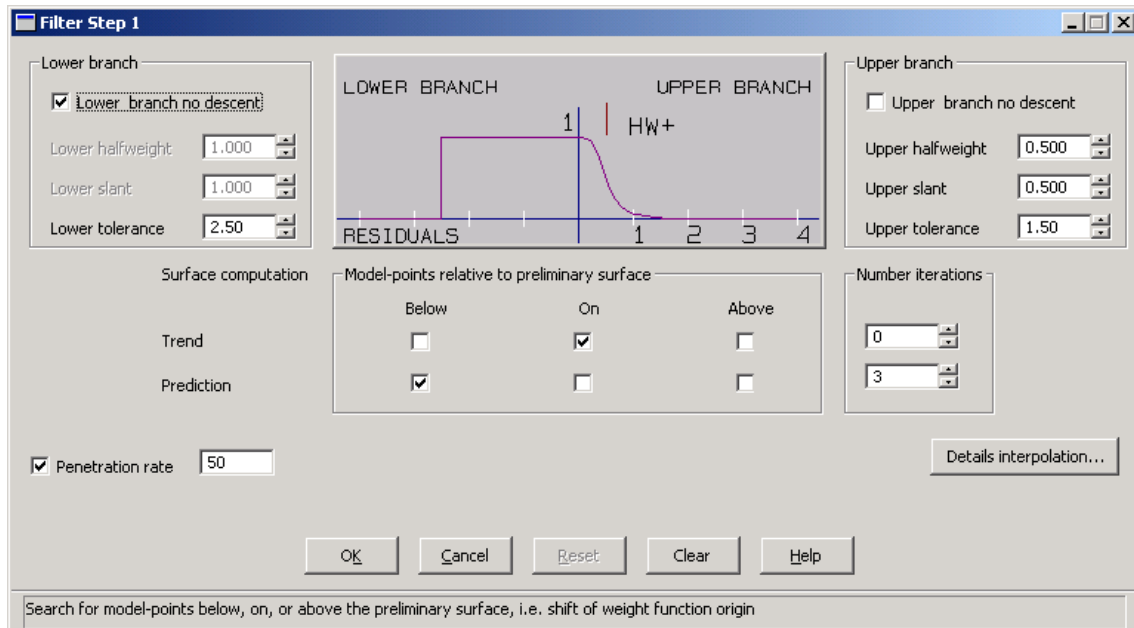 Filter Step 1
Lower branch
Lower branch no descent
Lower halfweight 1.000
Lower slant 1.000
Lower tolerance 2.50
LOWER BRANCH UPPER BRANCH
1 HW+
RESIDUALS 1 2 3 4
Upper branch
Upper branch no descent
Upper halfweight 0.500
Upper slant 0.500
Upper tolerance 1.50
Surface computation Model-points relative to preliminary surface Number iterations
Below On Above
Trend 0
Prediction 3
Penetration rate 50
Details interpolation...
OK Cancel Reset Clear Help
Search for model-points below, on, or above the preliminary surface, i.e. shift of weight function origin